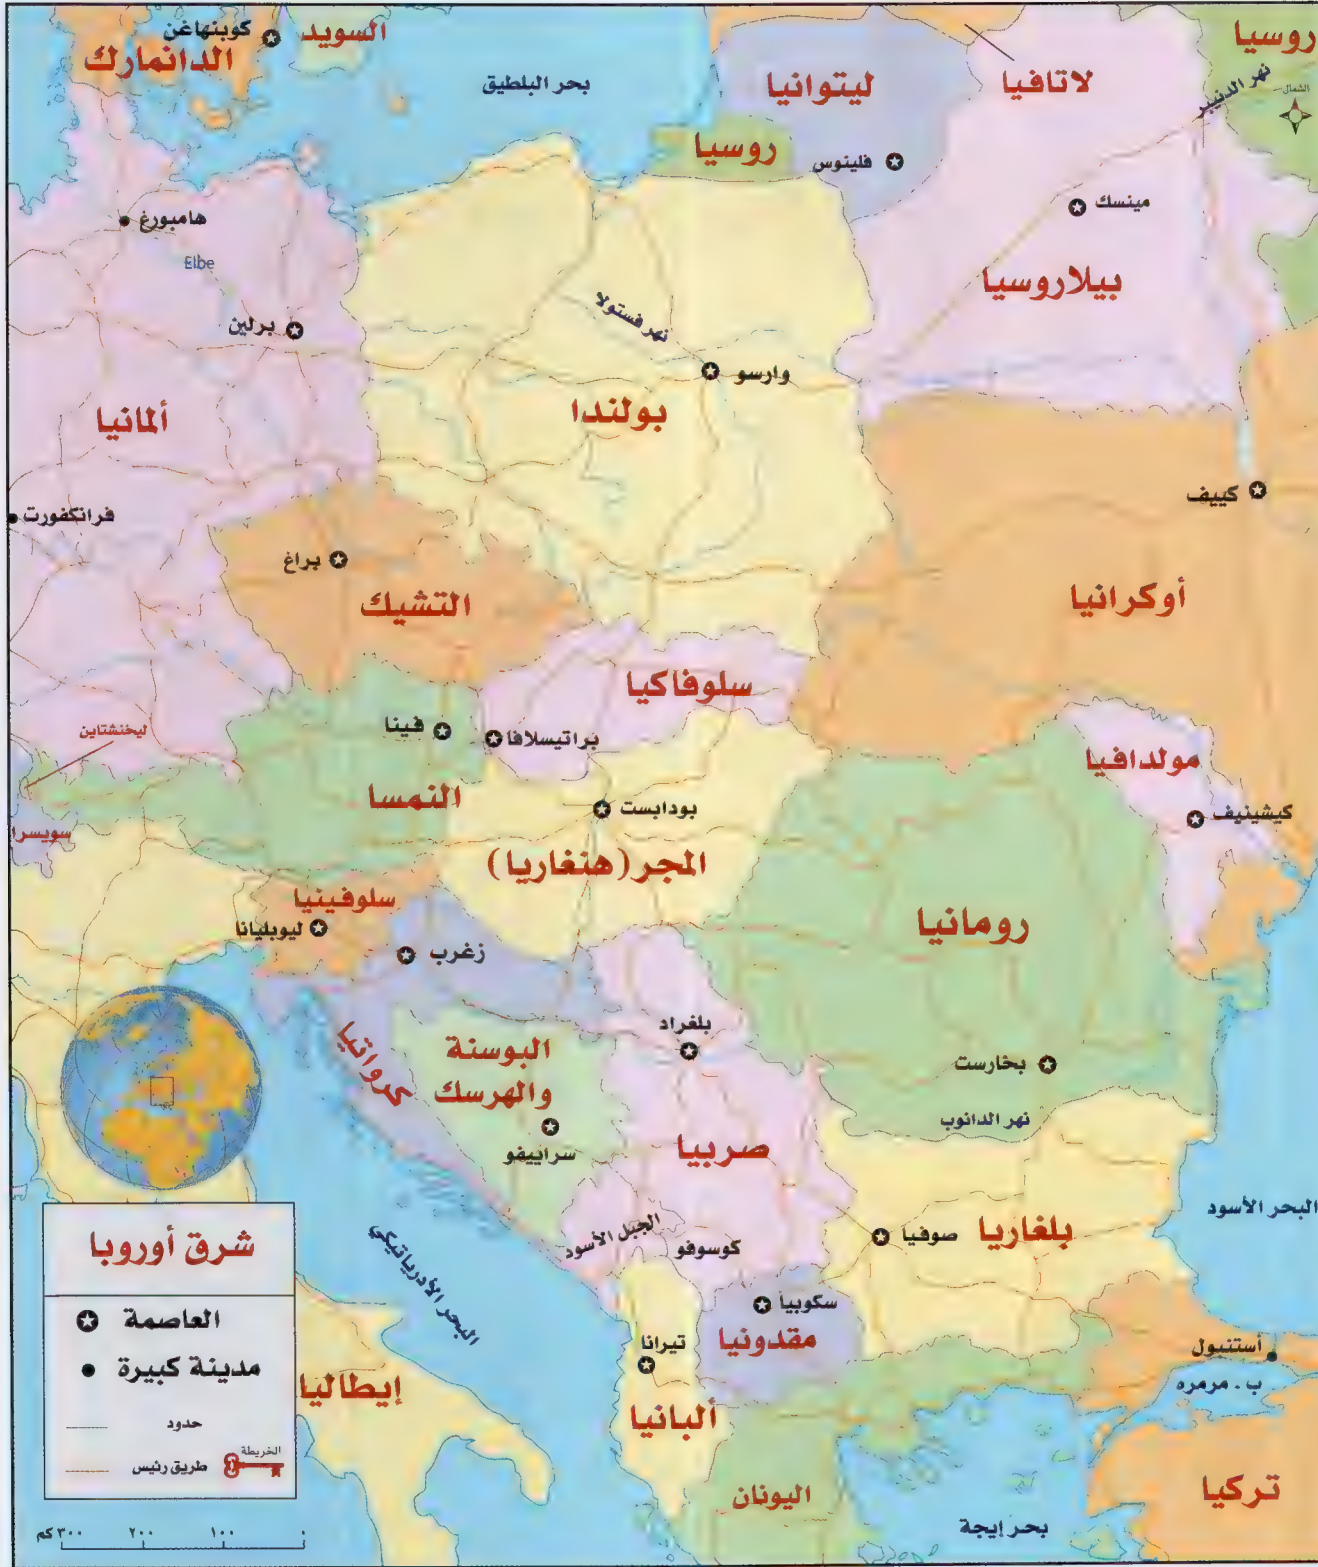 السويد
كوبنهاغن
الدانمارك
بحر البلطيق
ليتوانيا
لاتافيا
روسيا
نهر الدنيبر
الشمال
روسيا
فلينوس
مينسك
هامبورغ
Elbe
بيلاروسيا
برلين
نهر فستولا
وارسو
ألمانيا
بولندا
كييف
فرانكفورت
براغ
التشيك
أوكرانيا
سلوفاكيا
ليخنشتاين
فينا
براتيسلافا
مولدافيا
النمسا
بودابست
كيشينيف
سويسرا
المجر (هنغاريا)
سلوفينيا
ليوبليانا
رومانيا
زغرب
كرواتيا
بلغراد
البوسنة
والهرسك
بخارست
نهر الدانوب
سراييفو
صربيا
البحر الأسود
الجبل الأسود
كوسوفو
صوفيا
بلغاريا
البحر الأدرياتيكي
سكوبيا
مقدونيا
تيرانا
أستنبول
ب . مرمره
إيطاليا
ألبانيا
اليونان
تركيا
بحر إيجة
شرق أوروبا
العاصمة
مدينة كبيرة
حدود
الخريطة
طريق رئيس
٠ ١٠٠ ٢٠٠ ٣٠٠ كم